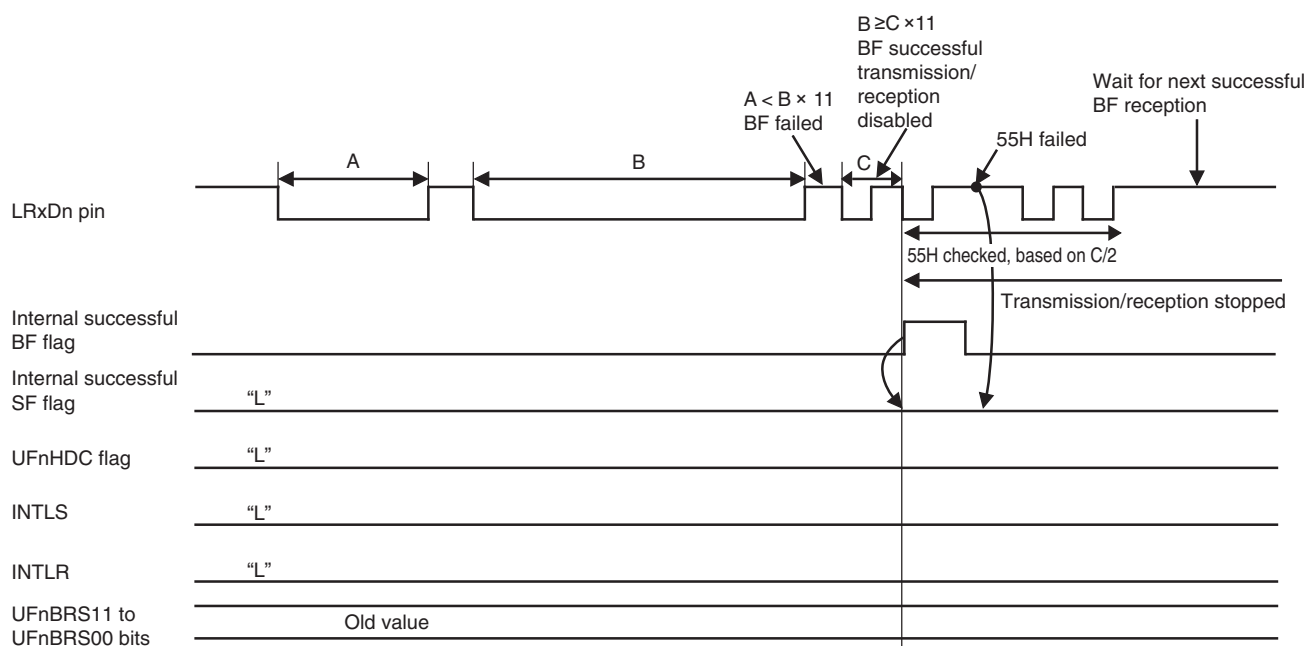 B ≥C ×11
BF successful
transmission/
reception
disabled
A < B × 11
BF failed
Wait for next successful
BF reception
55H failed
A
B
C
LRxDn pin
55H checked, based on C/2
Transmission/reception stopped
Internal successful
BF flag
Internal successful
SF flag
“L”
UFnHDC flag
“L”
INTLS
“L”
INTLR
“L”
UFnBRS11 to
UFnBRS00 bits
Old value